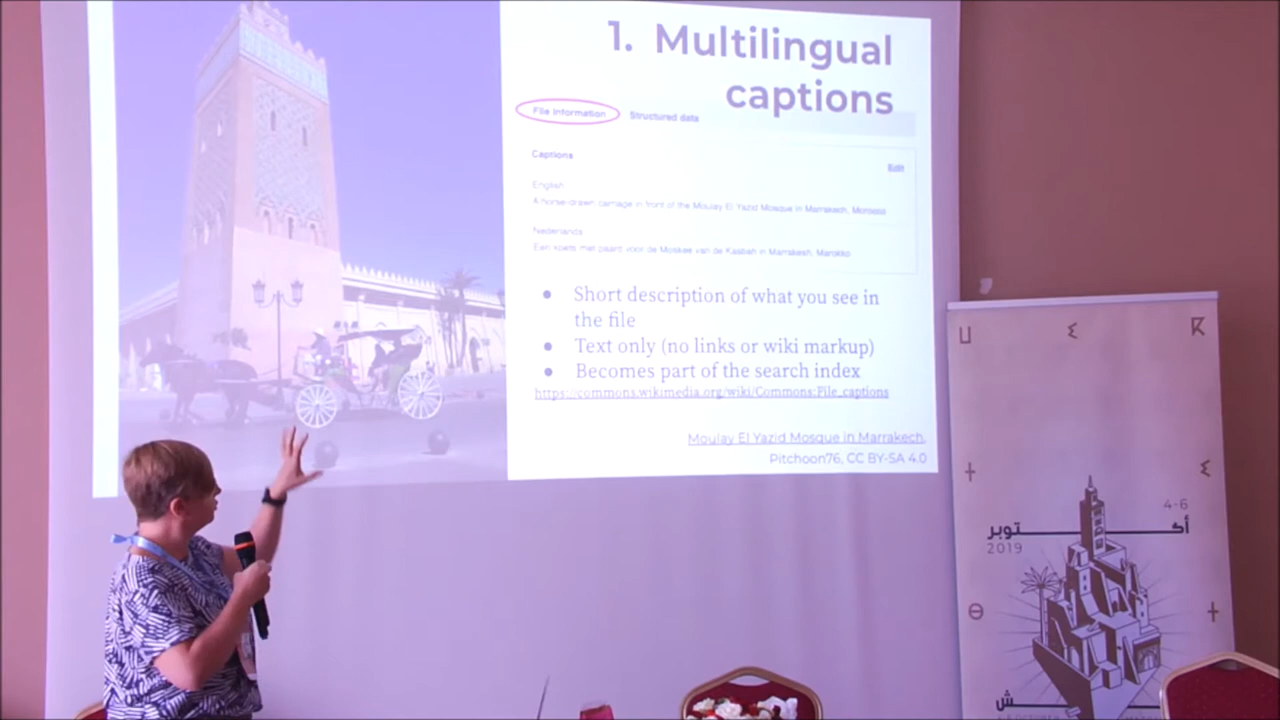 1. Multilingual
captions
File Information Structured data
Captions
Edit
English
A horse-drawn carriage in front of the Moulay El Yazid Mosque in Marrakech, Morocco
Nederlands
Een koets met paard voor de Moskee van de Kasbah in Marrakesh, Marokko
● Short description of what you see in
the file
● Text only (no links or wiki markup)
● Becomes part of the search index
https://commons.wikimedia.org/wiki/Commons:File_captions
Moulay El Yazid Mosque in Marrakech,
Pitchoon76, CC BY-SA 4.0
4-6
أكتوبر
2019